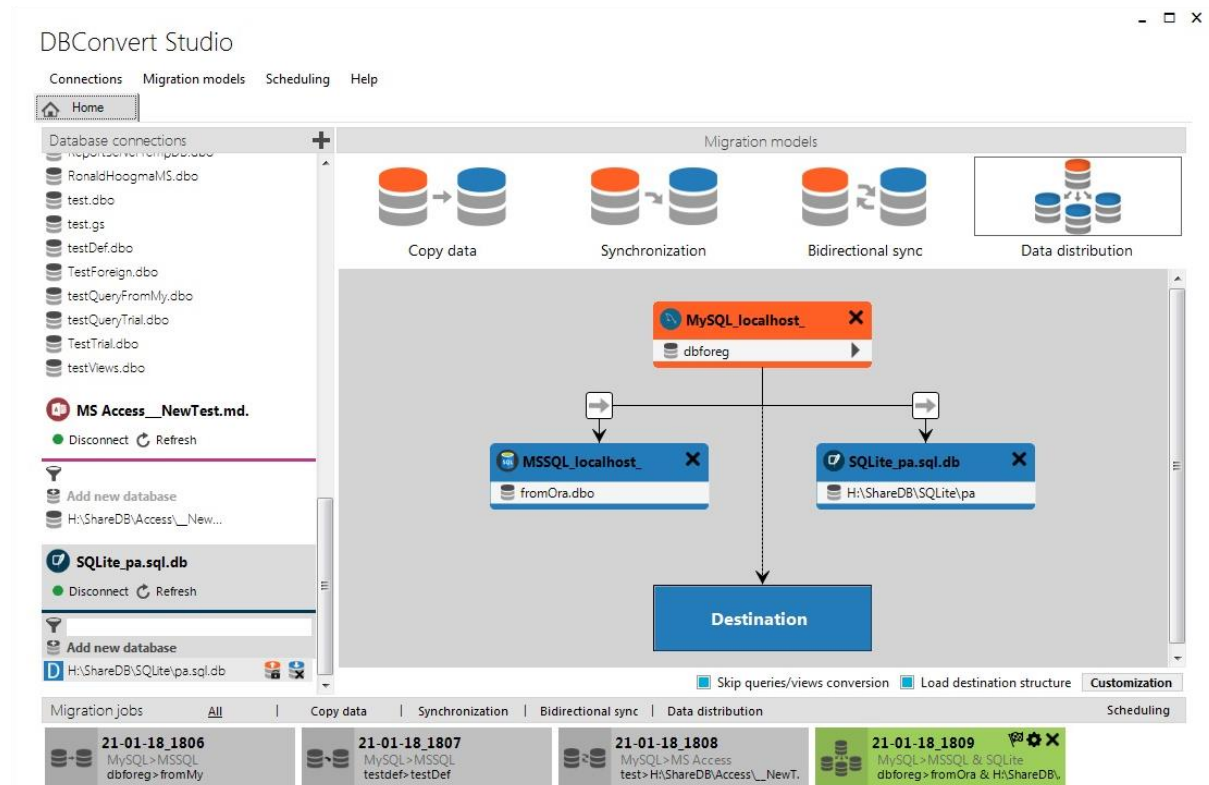 DBConvert Studio
Connections Migration models Scheduling Help
Home
Database connections
Migration models
ReportServerTempDB.dbo
RonaldHoogmaMS.dbo
test.dbo
test.gs
testDef.dbo
TestForeign.dbo
testQueryFromMy.dbo
testQueryTrial.dbo
TestTrial.dbo
testViews.dbo
MS Access__NewTest.md.
Disconnect Refresh
Add new database
H:\ShareDB\Access\__New...
SQLite_pa.sql.db
Disconnect Refresh
Add new database
D H:\ShareDB\SQLite\pa.sql.db
Copy data Synchronization Bidirectional sync Data distribution
MySQL_localhost_
dbforeg
MSSQL_localhost_
fromOra.dbo
SQLite_pa.sql.db
H:\ShareDB\SQLite\pa
Destination
Skip queries/views conversion Load destination structure Customization
Migration jobs All | Copy data | Synchronization | Bidirectional sync | Data distribution Scheduling
21-01-18_1806
MySQL>MSSQL
dbforeg>fromMy
21-01-18_1807
MySQL>MSSQL
testdef>testDef
21-01-18_1808
MySQL>MS Access
test>H:\ShareDB\Access\__NewT.
21-01-18_1809
MySQL>MSSQL & SQLite
dbforeg>fromOra & H:\ShareDB\.